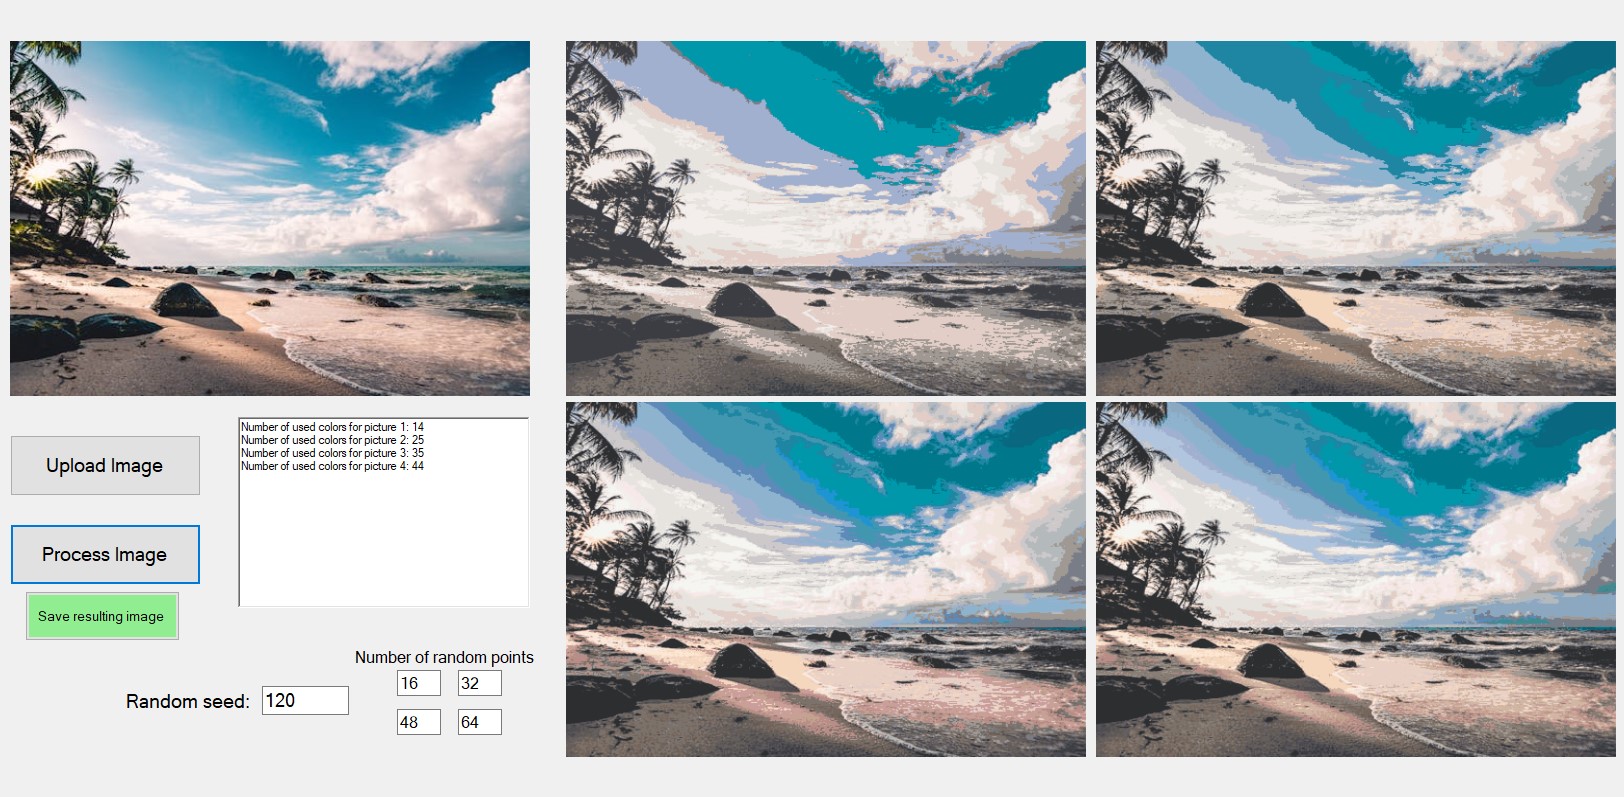 Upload Image
Process Image
Save resulting image
Number of used colors for picture 1: 14
Number of used colors for picture 2: 25
Number of used colors for picture 3: 35
Number of used colors for picture 4: 44
Number of random points
16 32
48 64
Random seed: 120